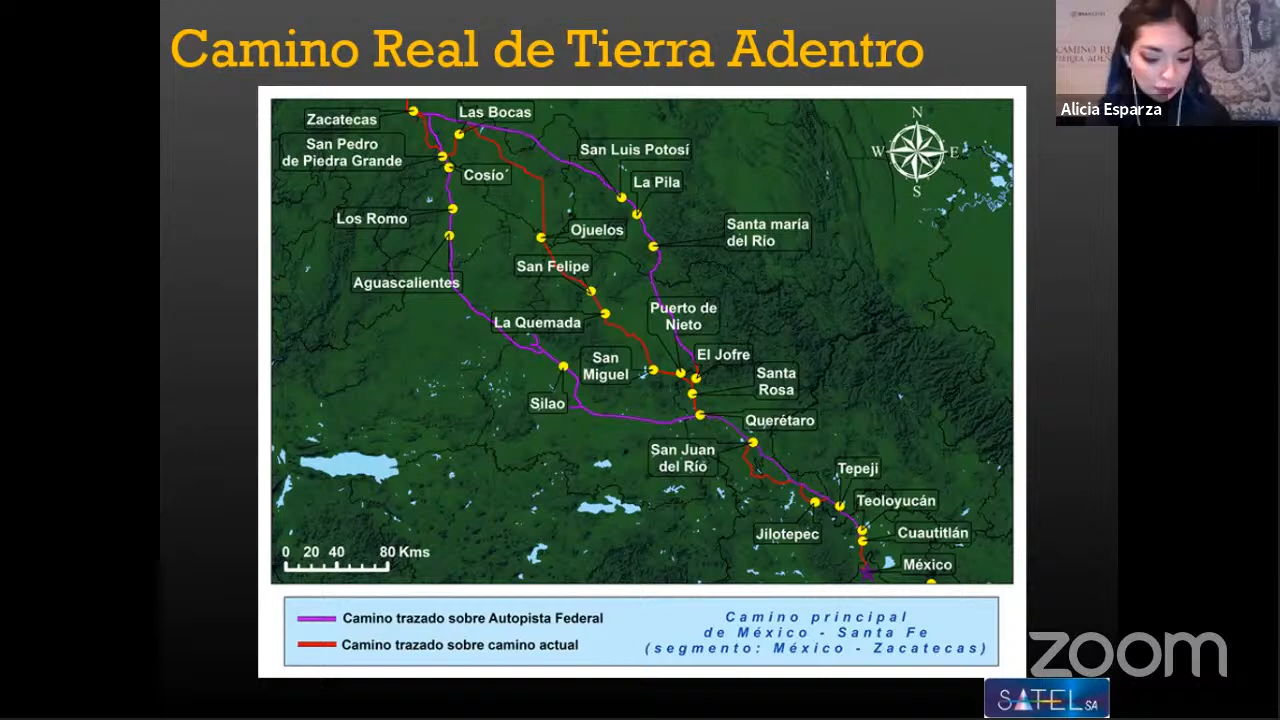 Camino Real de Tierra Adentro
Alicia Esparza
Zacatecas
Las Bocas
San Pedro
de Piedra Grande
San Luis Potosí
La Pila
Cosío´
Los Romo
Ojuelos
Santa maría
del Río
San Felipe
Aguascalientes
Puerto de
Nieto
La Quemada
El Jofre
San
Miguel
Santa
Rosa
Silao
Querétaro
San Juan
del Río
Tepeji
Teoloyucán
Jilotepec
Cuautitlán
México
N
W
E
S
0 20 40 80 Kms
Camino trazado sobre Autopista Federal
Camino trazado sobre camino actual
Camino principal
de México - Santa Fe
(segmento: México - Zacatecas)
zoom
SATEL SA